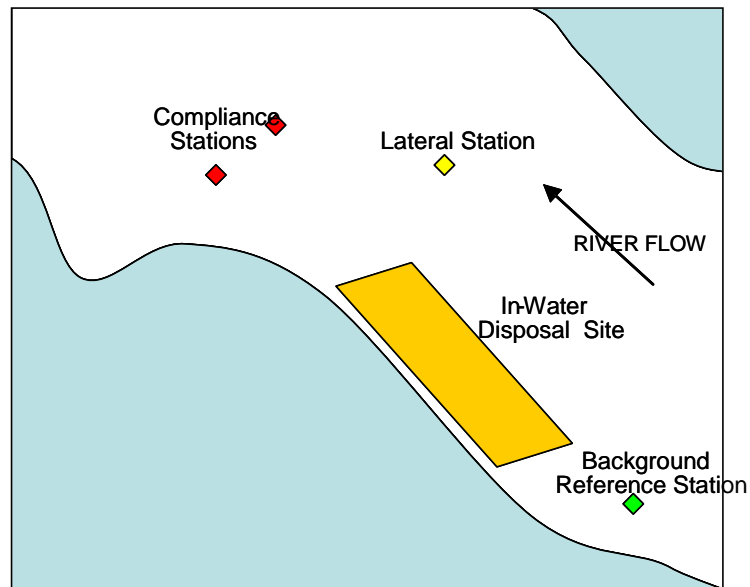 Compliance
Stations
Lateral Station
RIVER FLOW
In-Water
Disposal Site
Background
Reference Station